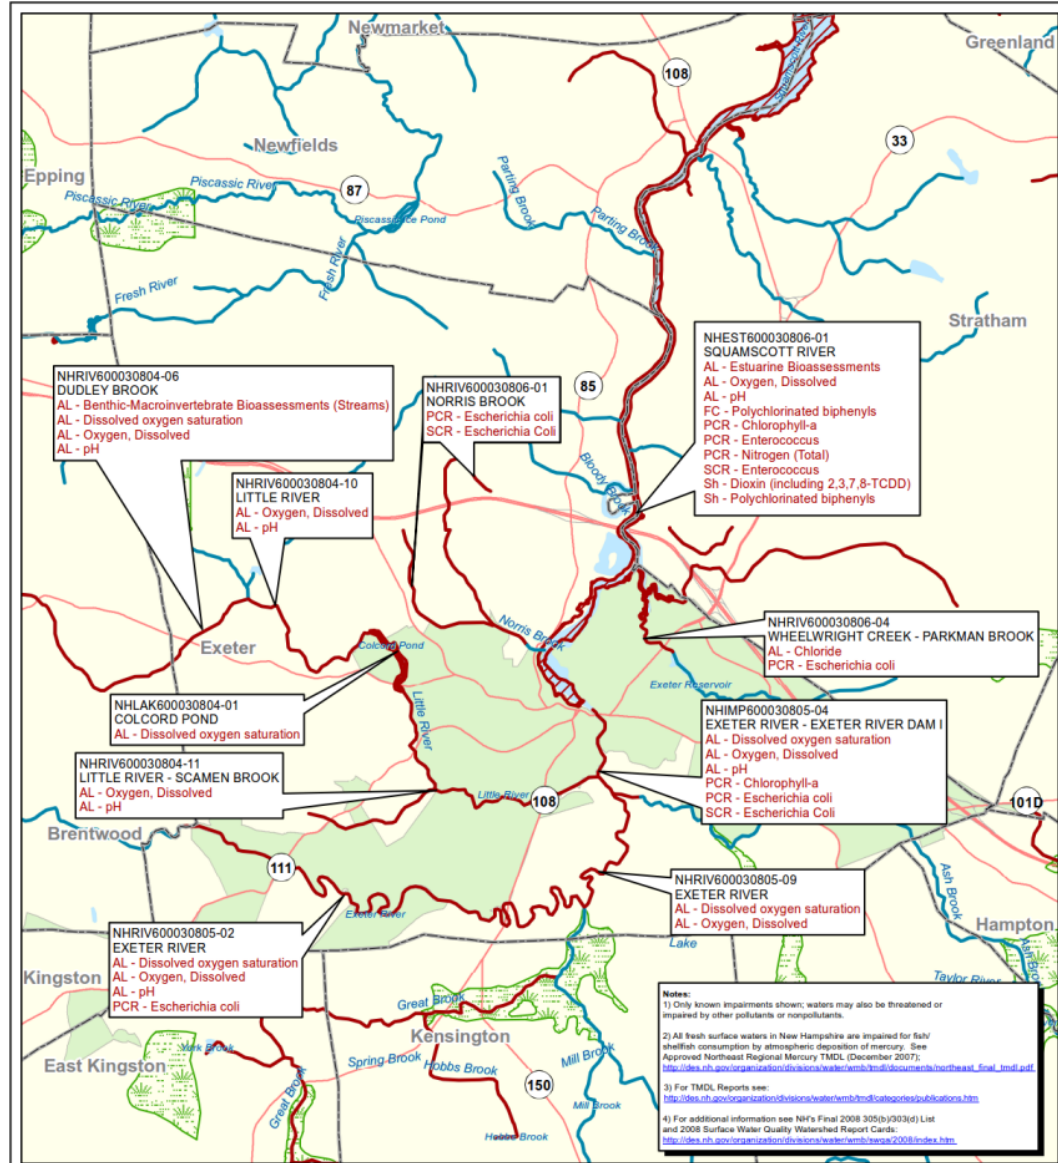 Newmarket
Greenland
108
Squamscott River
33
Newfields
Epping
Piscassic River
Piscassic River
87
Piscassic Ice Pond
Parting Brook
Parting Brook
Fresh River
Fresh River
Stratham
NHEST600030806-01
SQUAMSCOTT RIVER
AL - Estuarine Bioassessments
AL - Oxygen, Dissolved
AL - pH
FC - Polychlorinated biphenyls
PCR - Chlorophyll-a
PCR - Enterococcus
PCR - Nitrogen (Total)
SCR - Enterococcus
Sh - Dioxin (including 2,3,7,8-TCDD)
Sh - Polychlorinated biphenyls
NHRIV600030804-06
DUDLEY BROOK
AL - Benthic-Macroinvertebrate Bioassessments (Streams)
AL - Dissolved oxygen saturation
AL - Oxygen, Dissolved
AL - pH
NHRIV600030806-01
NORRIS BROOK
PCR - Escherichia coli
SCR - Escherichia Coli
85
Bloody Brook
NHRIV600030804-10
LITTLE RIVER
AL - Oxygen, Dissolved
AL - pH
Norris Brook
NHRIV600030806-04
WHEELWRIGHT CREEK - PARKMAN BROOK
AL - Chloride
PCR - Escherichia coli
Exeter
Colcord Pond
Exeter Reservoir
NHLAK600030804-01
COLCORD POND
AL - Dissolved oxygen saturation
Little River
NHIMP600030805-04
EXETER RIVER - EXETER RIVER DAM I
AL - Dissolved oxygen saturation
AL - Oxygen, Dissolved
AL - pH
PCR - Chlorophyll-a
PCR - Escherichia coli
SCR - Escherichia Coli
NHRIV600030804-11
LITTLE RIVER - SCAMEN BROOK
AL - Oxygen, Dissolved
AL - pH
Little River
108
101D
Brentwood
111
Ash Brook
NHRIV600030805-09
EXETER RIVER
AL - Dissolved oxygen saturation
AL - Oxygen, Dissolved
Exeter River
NHRIV600030805-02
EXETER RIVER
AL - Dissolved oxygen saturation
AL - Oxygen, Dissolved
AL - pH
PCR - Escherichia coli
Hampton
Lake
Ash Brook
Taylor River
Kingston
Great Brook
Kensington
York Brook
East Kingston
Spring Brook
Hobbs Brook
Mill Brook
150
Great Brook
Mill Brook
Hobbs Brook
Notes:
1) Only known impairments shown; waters may also be threatened or
impaired by other pollutants or nonpollutants.
2) All fresh surface waters in New Hampshire are impaired for fish/
shellfish consumption by atmospheric deposition of mercury. See
Approved Northeast Regional Mercury TMDL (December 2007);
http://des.nh.gov/organization/divisions/water/wmb/tmdl/documents/northeast_final_tmdl.pdf
3) For TMDL Reports see:
http://des.nh.gov/organization/divisions/water/wmb/tmdl/categories/publications.htm
4) For additional information see NH's Final 2008 305(b)/303(d) List
and 2008 Surface Water Quality Watershed Report Cards:
http://des.nh.gov/organization/divisions/water/wmb/swqa/2008/index.htm